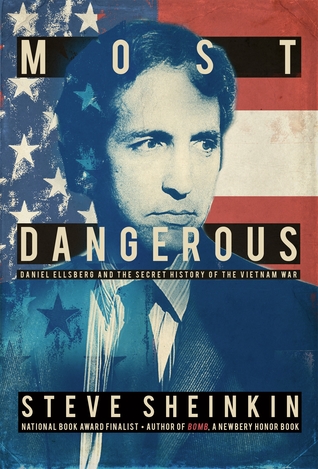 MOST
DANGEROUS
DANIEL ELLSBERG AND THE SECRET HISTORY OF THE VIETNAM WAR
STEVE SHEINKIN
NATIONAL BOOK AWARD FINALIST • AUTHOR OF BOMB, A NEWBERY HONOR BOOK